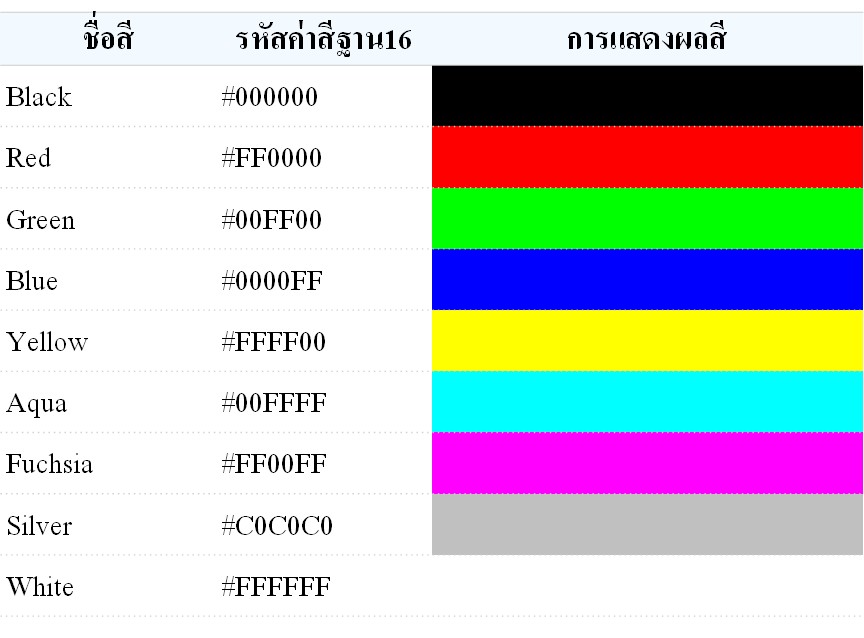 ชื่อสี รหัสค่าสีฐาน16 การแสดงผลสี
Black #000000
Red #FF0000
Green #00FF00
Blue #0000FF
Yellow #FFFF00
Aqua #00FFFF
Fuchsia #FF00FF
Silver #C0C0C0
White #FFFFFF